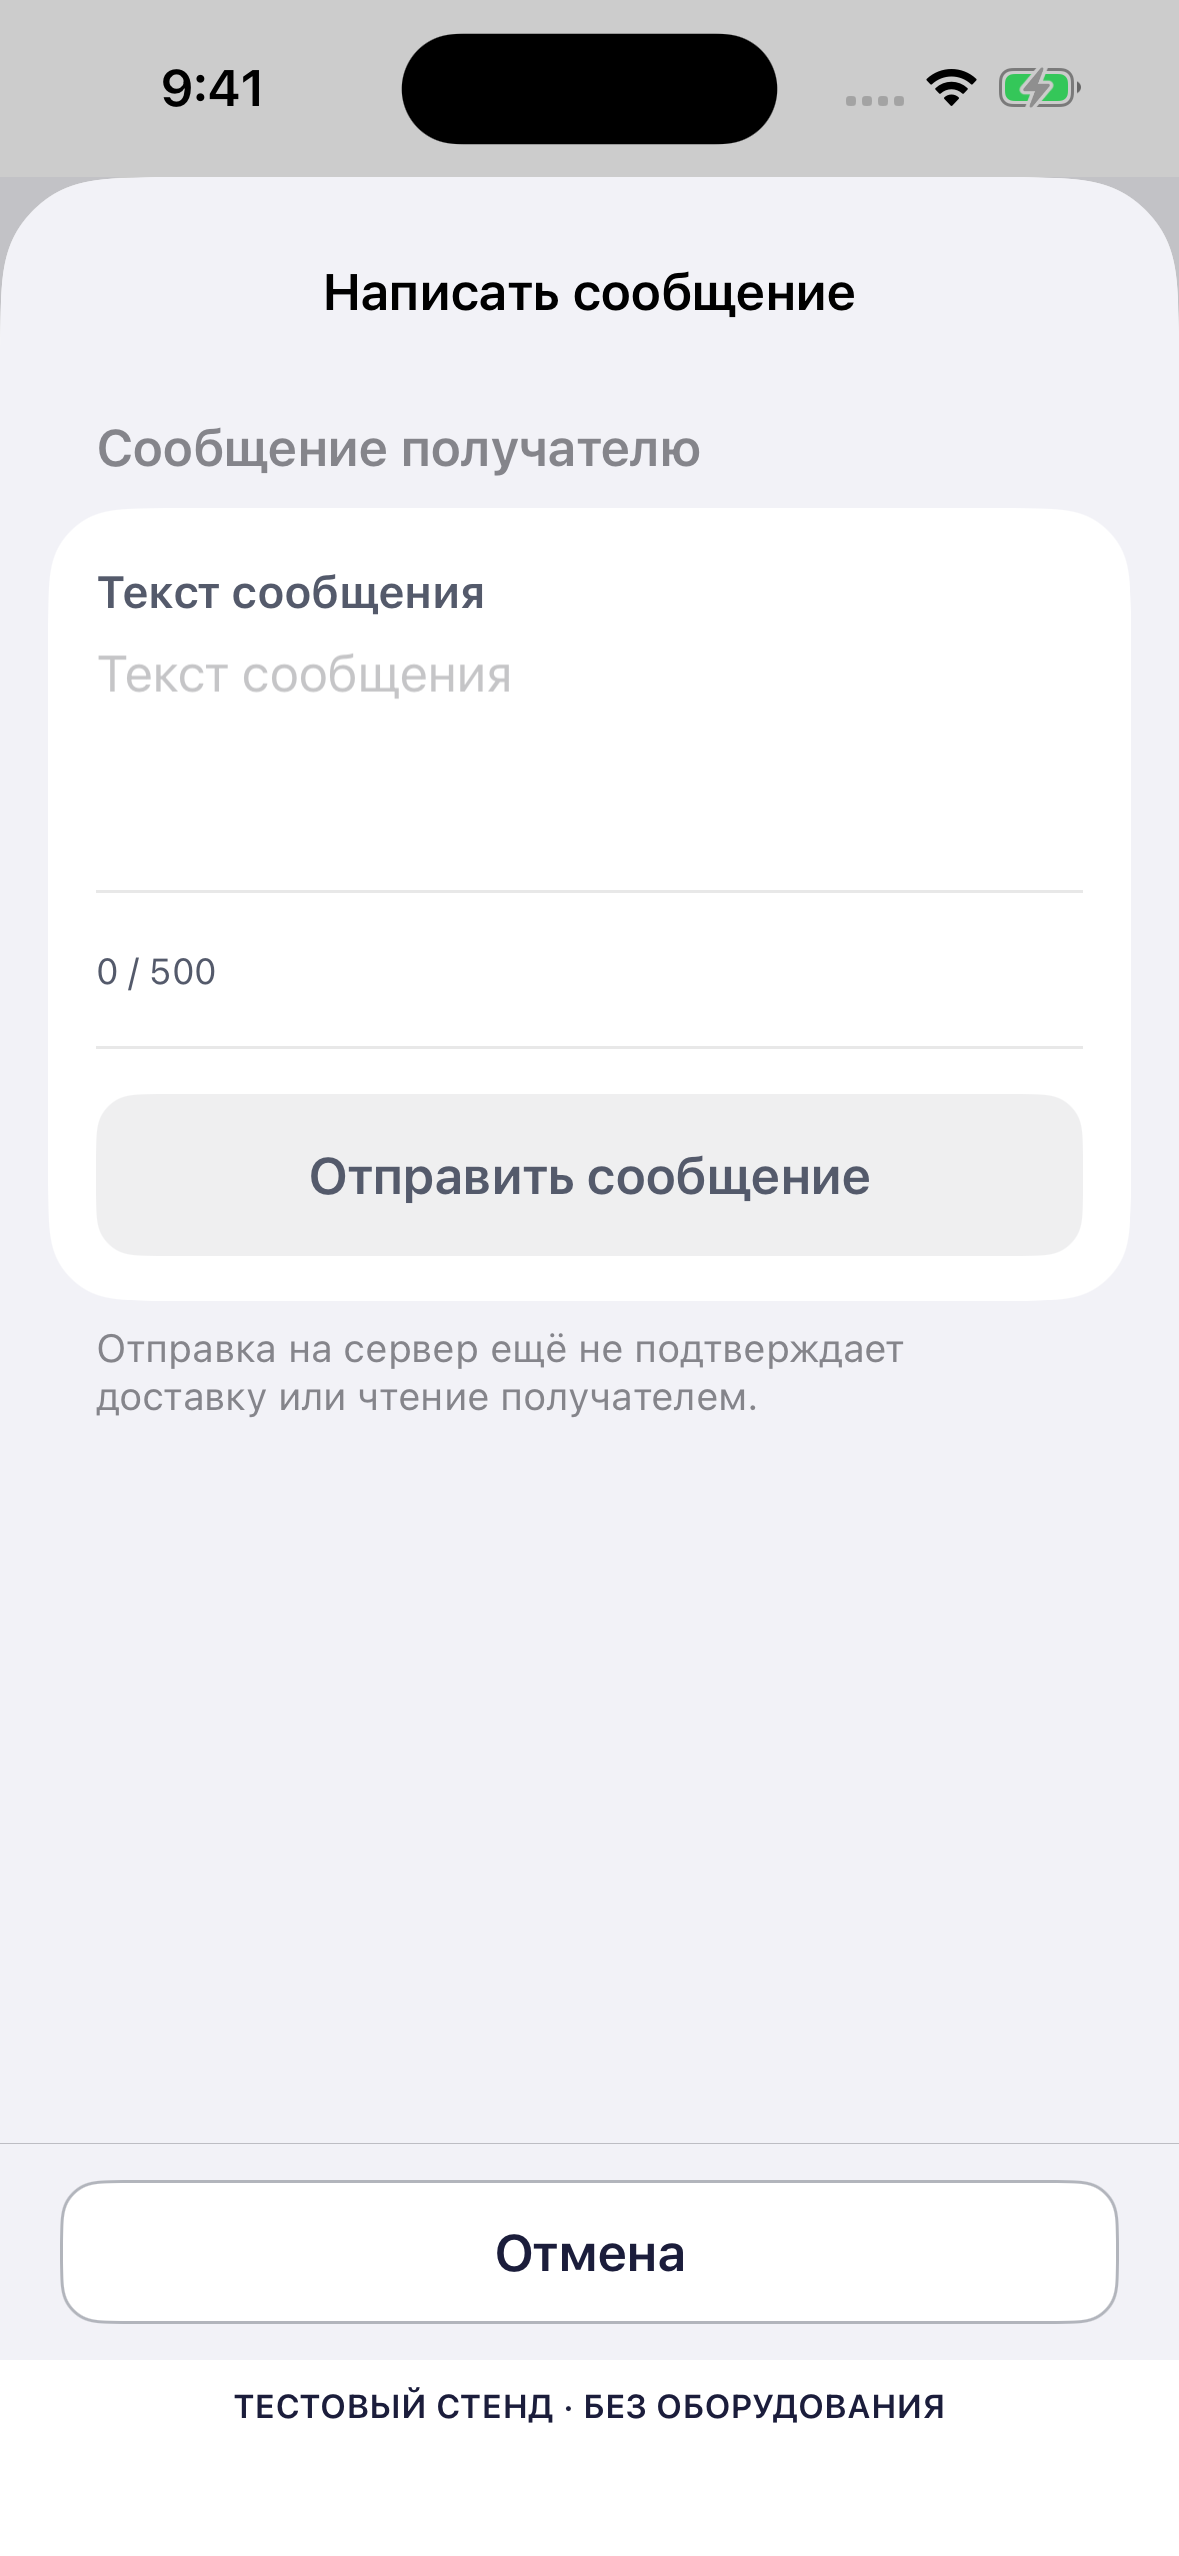 9:41
Написать сообщение
Сообщение получателю
Текст сообщения
Текст сообщения
0 / 500
Отправить сообщение
Отправка на сервер ещё не подтверждает
доставку или чтение получателем.
Отмена
ТЕСТОВЫЙ СТЕНД · БЕЗ ОБОРУДОВАНИЯ